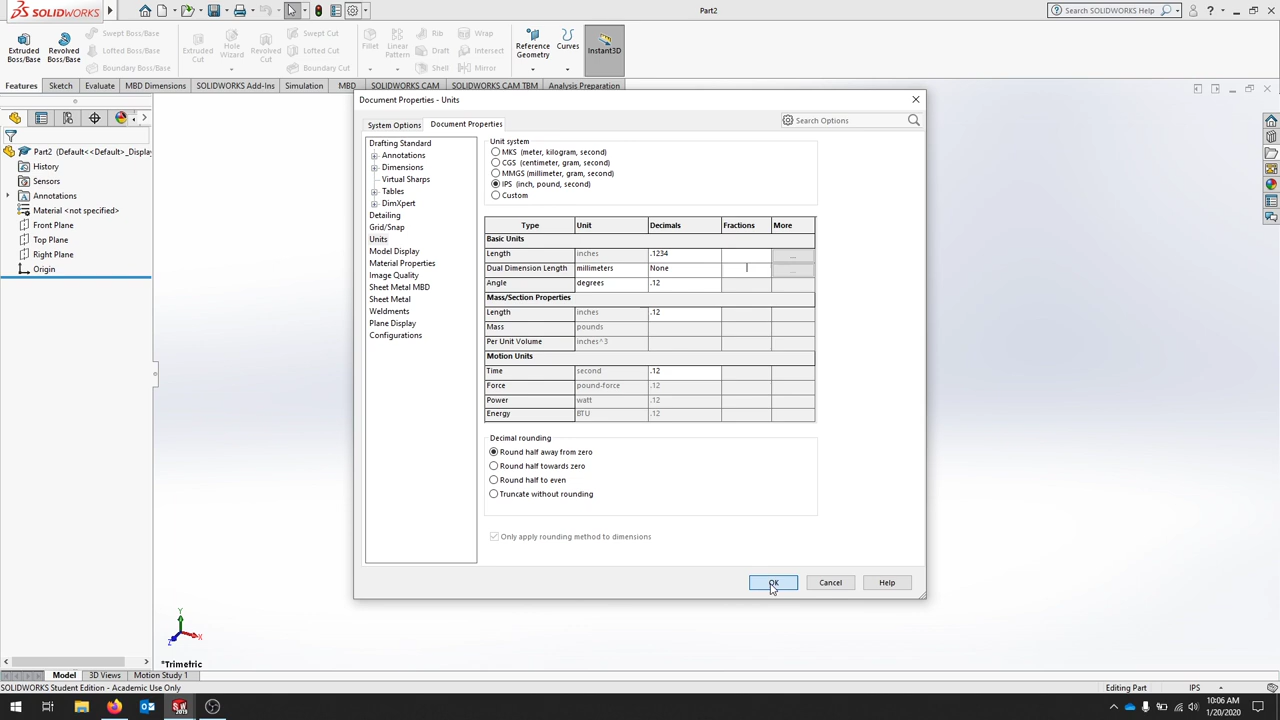 SOLIDWORKS
Part2
Search SOLIDWORKS Help
Extruded Boss/Base
Revolved Boss/Base
Swept Boss/Base
Lofted Boss/Base
Boundary Boss/Base
Extruded Cut
Hole Wizard
Revolved Cut
Swept Cut
Lofted Cut
Boundary Cut
Fillet
Linear Pattern
Rib
Draft
Shell
Wrap
Intersect
Mirror
Reference Geometry
Curves
Instant3D
Features Sketch Evaluate MBD Dimensions SOLIDWORKS Add-Ins Simulation MBD SOLIDWORKS CAM SOLIDWORKS CAM TBM Analysis Preparation
Part2 (Default<<Default>_Display
History
Sensors
Annotations
Material <not specified>
Front Plane
Top Plane
Right Plane
Origin
Document Properties - Units
System Options Document Properties
Search Options
Drafting Standard
Annotations
Dimensions
Virtual Sharps
Tables
DimXpert
Detailing
Grid/Snap
Units
Model Display
Material Properties
Image Quality
Sheet Metal MBD
Sheet Metal
Weldments
Plane Display
Configurations
Unit system
MKS (meter, kilogram, second)
CGS (centimeter, gram, second)
MMGS (millimeter, gram, second)
IPS (inch, pound, second)
Custom
Type Unit Decimals Fractions More
Basic Units
Length inches .1234 ...
Dual Dimension Length millimeters None ...
Angle degrees .12
Mass/Section Properties
Length inches .12
Mass pounds
Per Unit Volume inches^3
Motion Units
Time second .12
Force pound-force .12
Power watt .12
Energy BTU .12
Decimal rounding
Round half away from zero
Round half towards zero
Round half to even
Truncate without rounding
Only apply rounding method to dimensions
OK Cancel Help
Y
X
Z
*Trimetric
Model 3D Views Motion Study 1
SOLIDWORKS Student Edition - Academic Use Only
Editing Part IPS
10:06 AM
1/20/2020